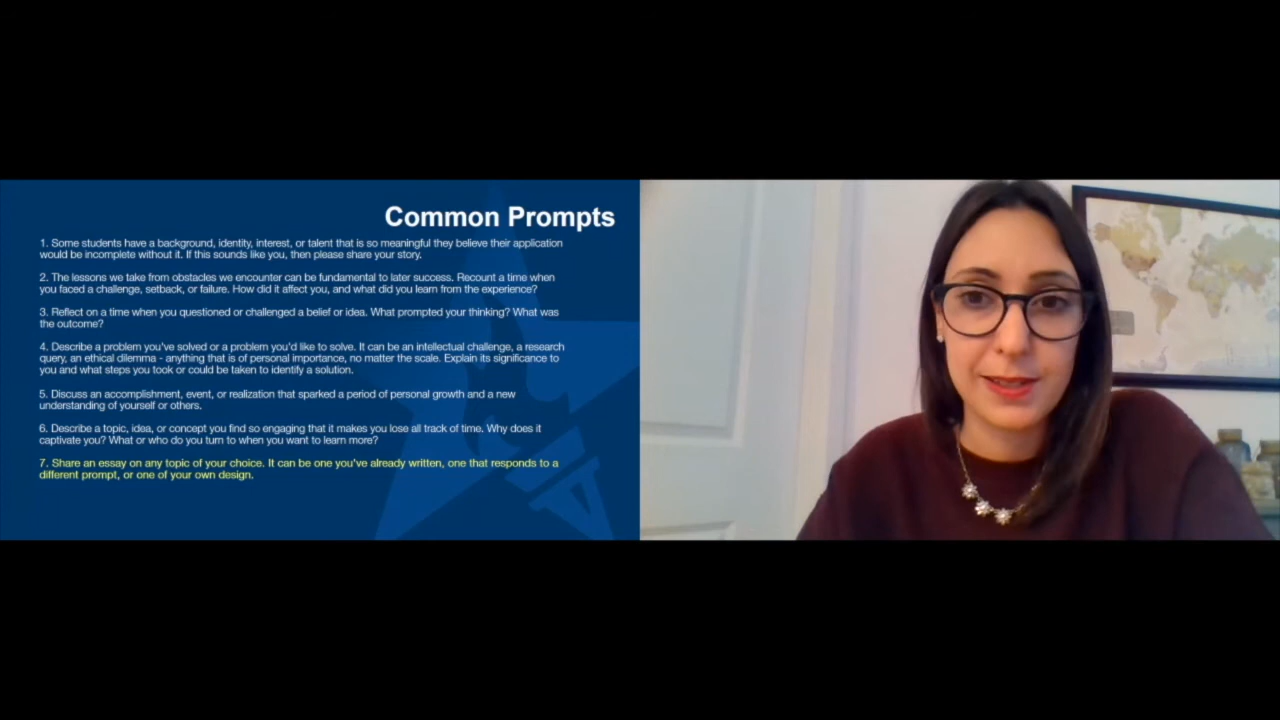 Common Prompts
1. Some students have a background, identity, interest, or talent that is so meaningful they believe their application
would be incomplete without it. If this sounds like you, then please share your story.
2. The lessons we take from obstacles we encounter can be fundamental to later success. Recount a time when
you faced a challenge, setback, or failure. How did it affect you, and what did you learn from the experience?
3. Reflect on a time when you questioned or challenged a belief or idea. What prompted your thinking? What was
the outcome?
4. Describe a problem you've solved or a problem you'd like to solve. It can be an intellectual challenge, a research
query, an ethical dilemma - anything that is of personal importance, no matter the scale. Explain its significance to
you and what steps you took or could be taken to identify a solution.
5. Discuss an accomplishment, event, or realization that sparked a period of personal growth and a new
understanding of yourself or others.
6. Describe a topic, idea, or concept you find so engaging that it makes you lose all track of time. Why does it
captivate you? What or who do you turn to when you want to learn more?
7. Share an essay on any topic of your choice. It can be one you've already written, one that responds to a
different prompt, or one of your own design.